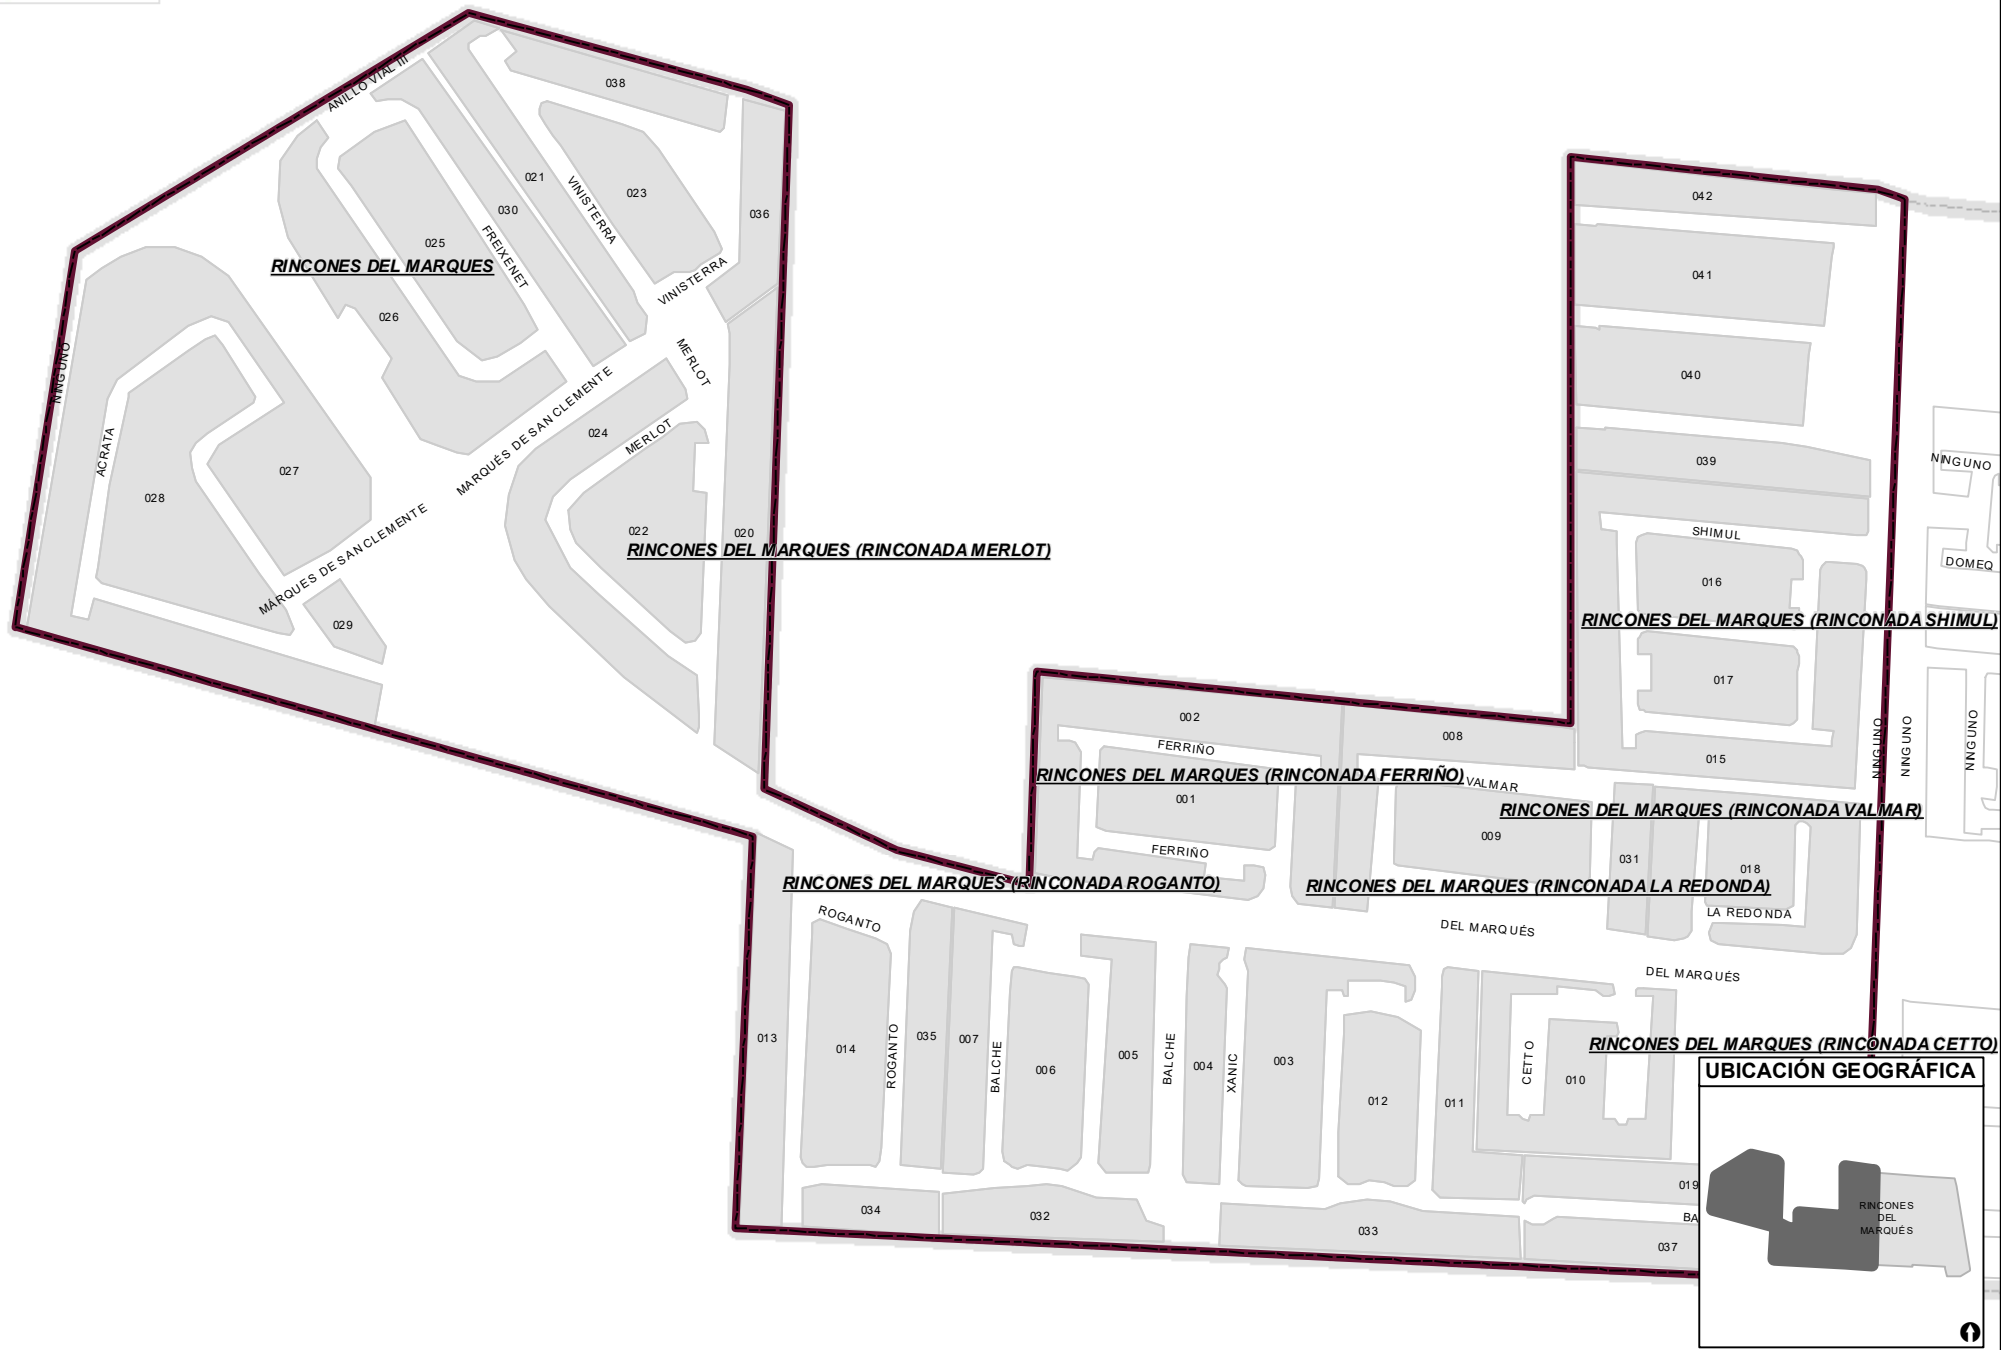 ANILLO VIAL III
038
021
023
VINISTERRA
030
036
025
FREIXENET
RINCONES DEL MARQUES
VINISTERRA
026
NINGUNO
MERLOT
MARQUÉS DE SAN CLEMENTE
024
MERLOT
ACRATA
027
028
MARQUÉS DE SAN CLEMENTE
022
020
RINCONES DEL MARQUES (RINCONADA MERLOT)
029
042
041
040
039
NINGUNO
SHIMUL
DOMEQ
016
RINCONES DEL MARQUES (RINCONADA SHIMUL)
017
NINGUNO
NINGUNO
NINGUNO
015
002
FERRIÑO
008
RINCONES DEL MARQUES (RINCONADA FERRIÑO)
VALMAR
001
RINCONES DEL MARQUES (RINCONADA VALMAR)
009
FERRIÑO
031
018
RINCONES DEL MARQUES (RINCONADA ROGANTO)
RINCONES DEL MARQUES (RINCONADA LA REDONDA)
ROGANTO
LA REDONDA
DEL MARQUÉS
DEL MARQUÉS
013
014
ROGANTO
035
007
BALCHE
006
005
BALCHE
004
XANIC
003
012
011
CETTO
010
RINCONES DEL MARQUES (RINCONADA CETTO)
034
032
033
019
BA
037
UBICACIÓN GEOGRÁFICA
RINCONES
DEL
MARQUÉS